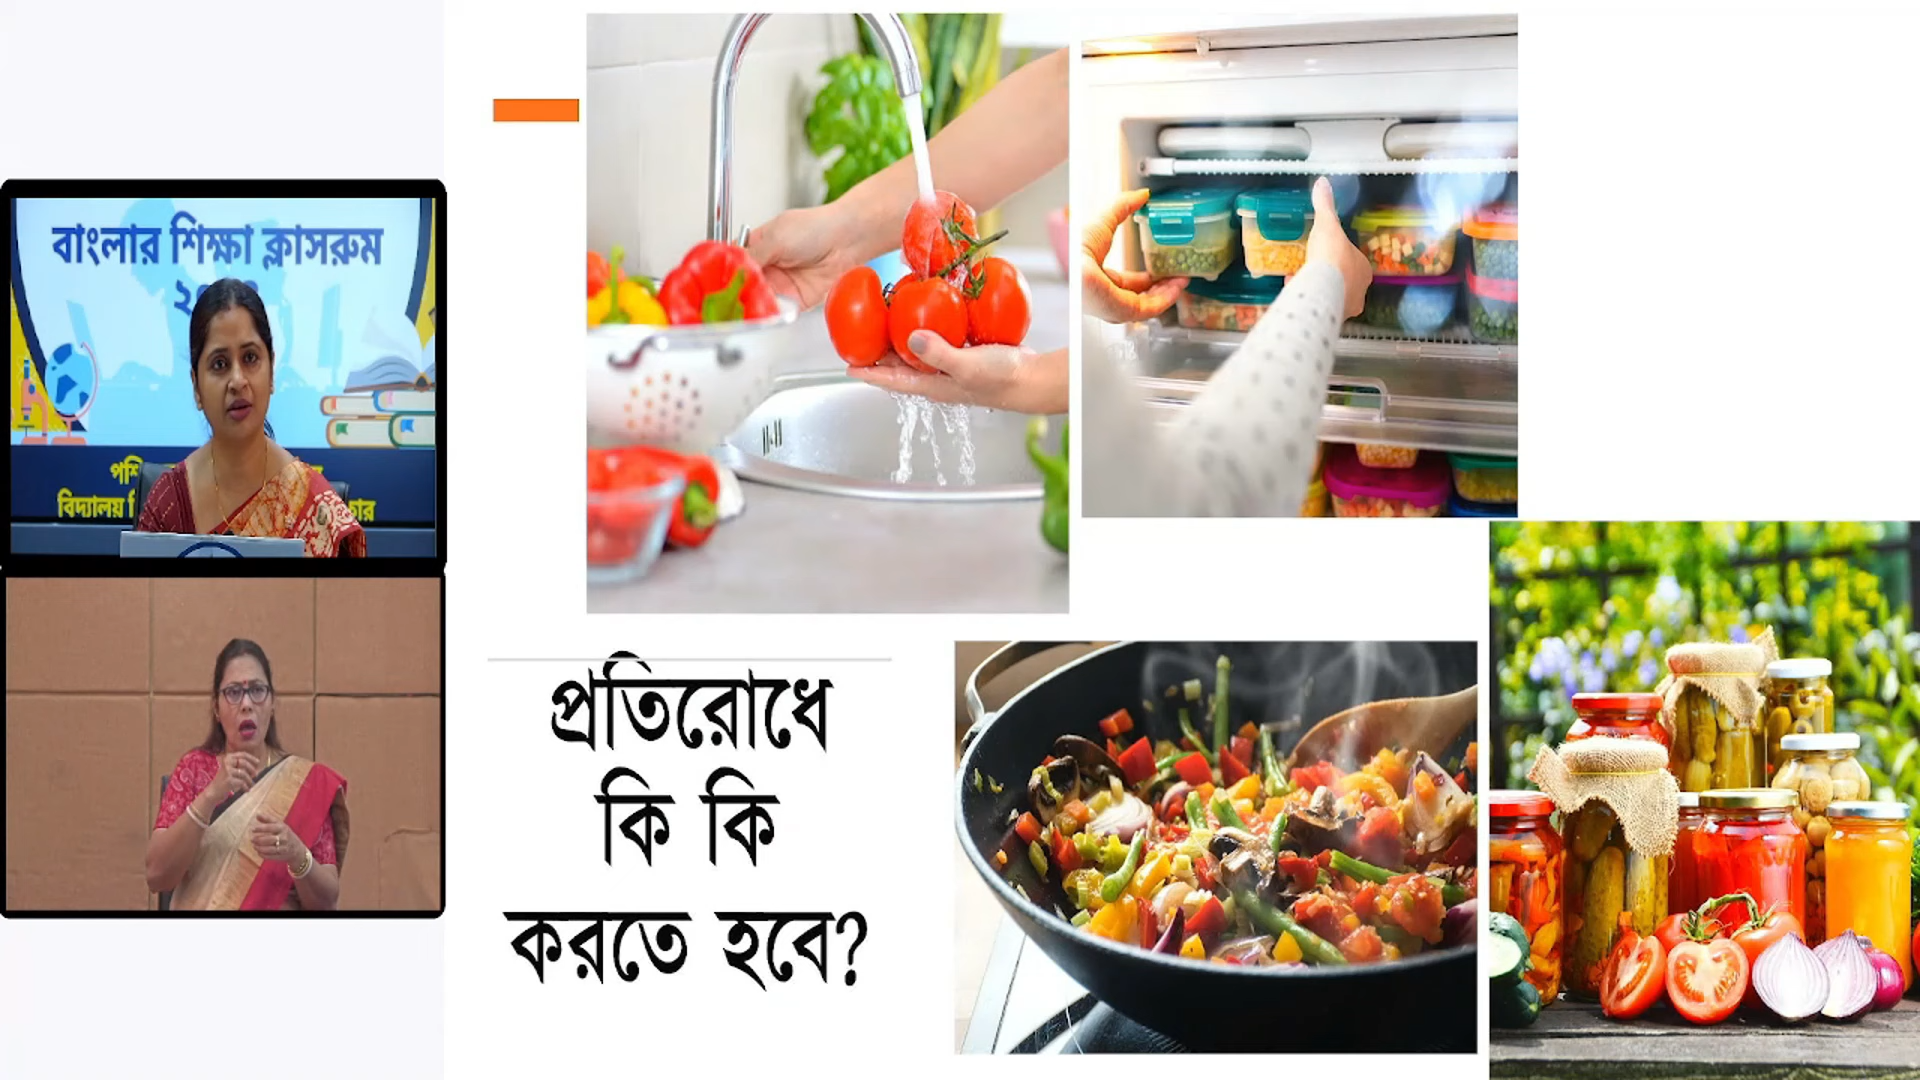 বাংলার শিক্ষা ক্লাসরুম
বিদ্যালয়
প্রতিরোধে
কি কি
করতে হবে?